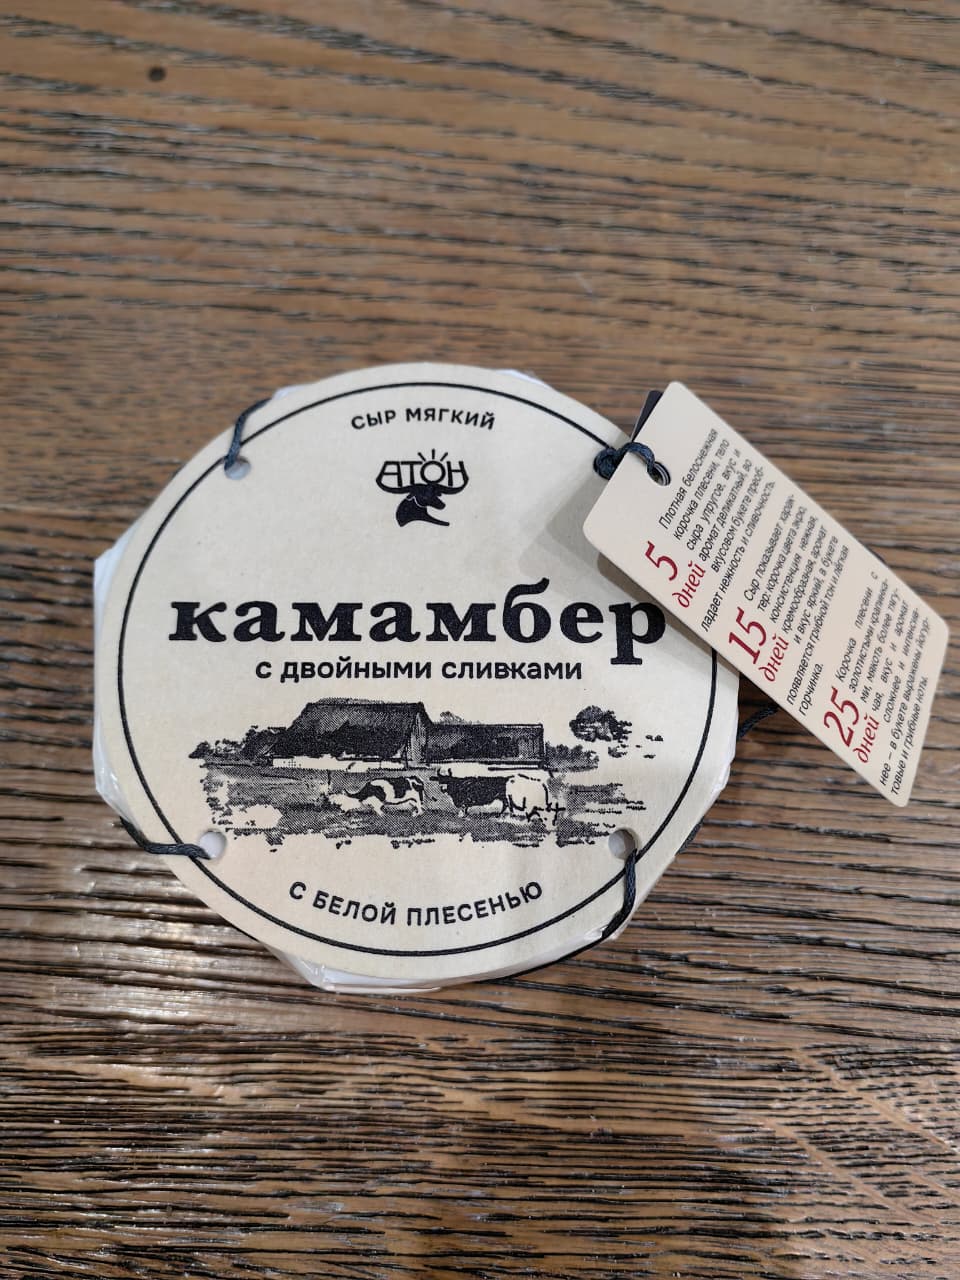 СЫР МЯГКИЙ
АТОН
камамбер
с двойными сливками
С БЕЛОЙ ПЛЕСЕНЬЮ
5 дней
Плотная белоснежная
корочка плесени, тело
сыра упругое, вкус и
аромат деликатный, во
вкусовом букете преоб-
ладает нежность и сливочность.
15 дней
Сыр показывает харак-
тер: корочка цвета экрю,
консистенция нежная,
кремообразная, аромат
и вкус яркий, в букете
появляется грибной тон и лёгкая
горчинка.
25 дней
Корочка плесени с
золотистыми крапинка-
ми, мякоть более тягу-
чая, вкус и аромат
сложнее и интенсив-
нее – в букете выражены йогур-
товые и грибные ноты.